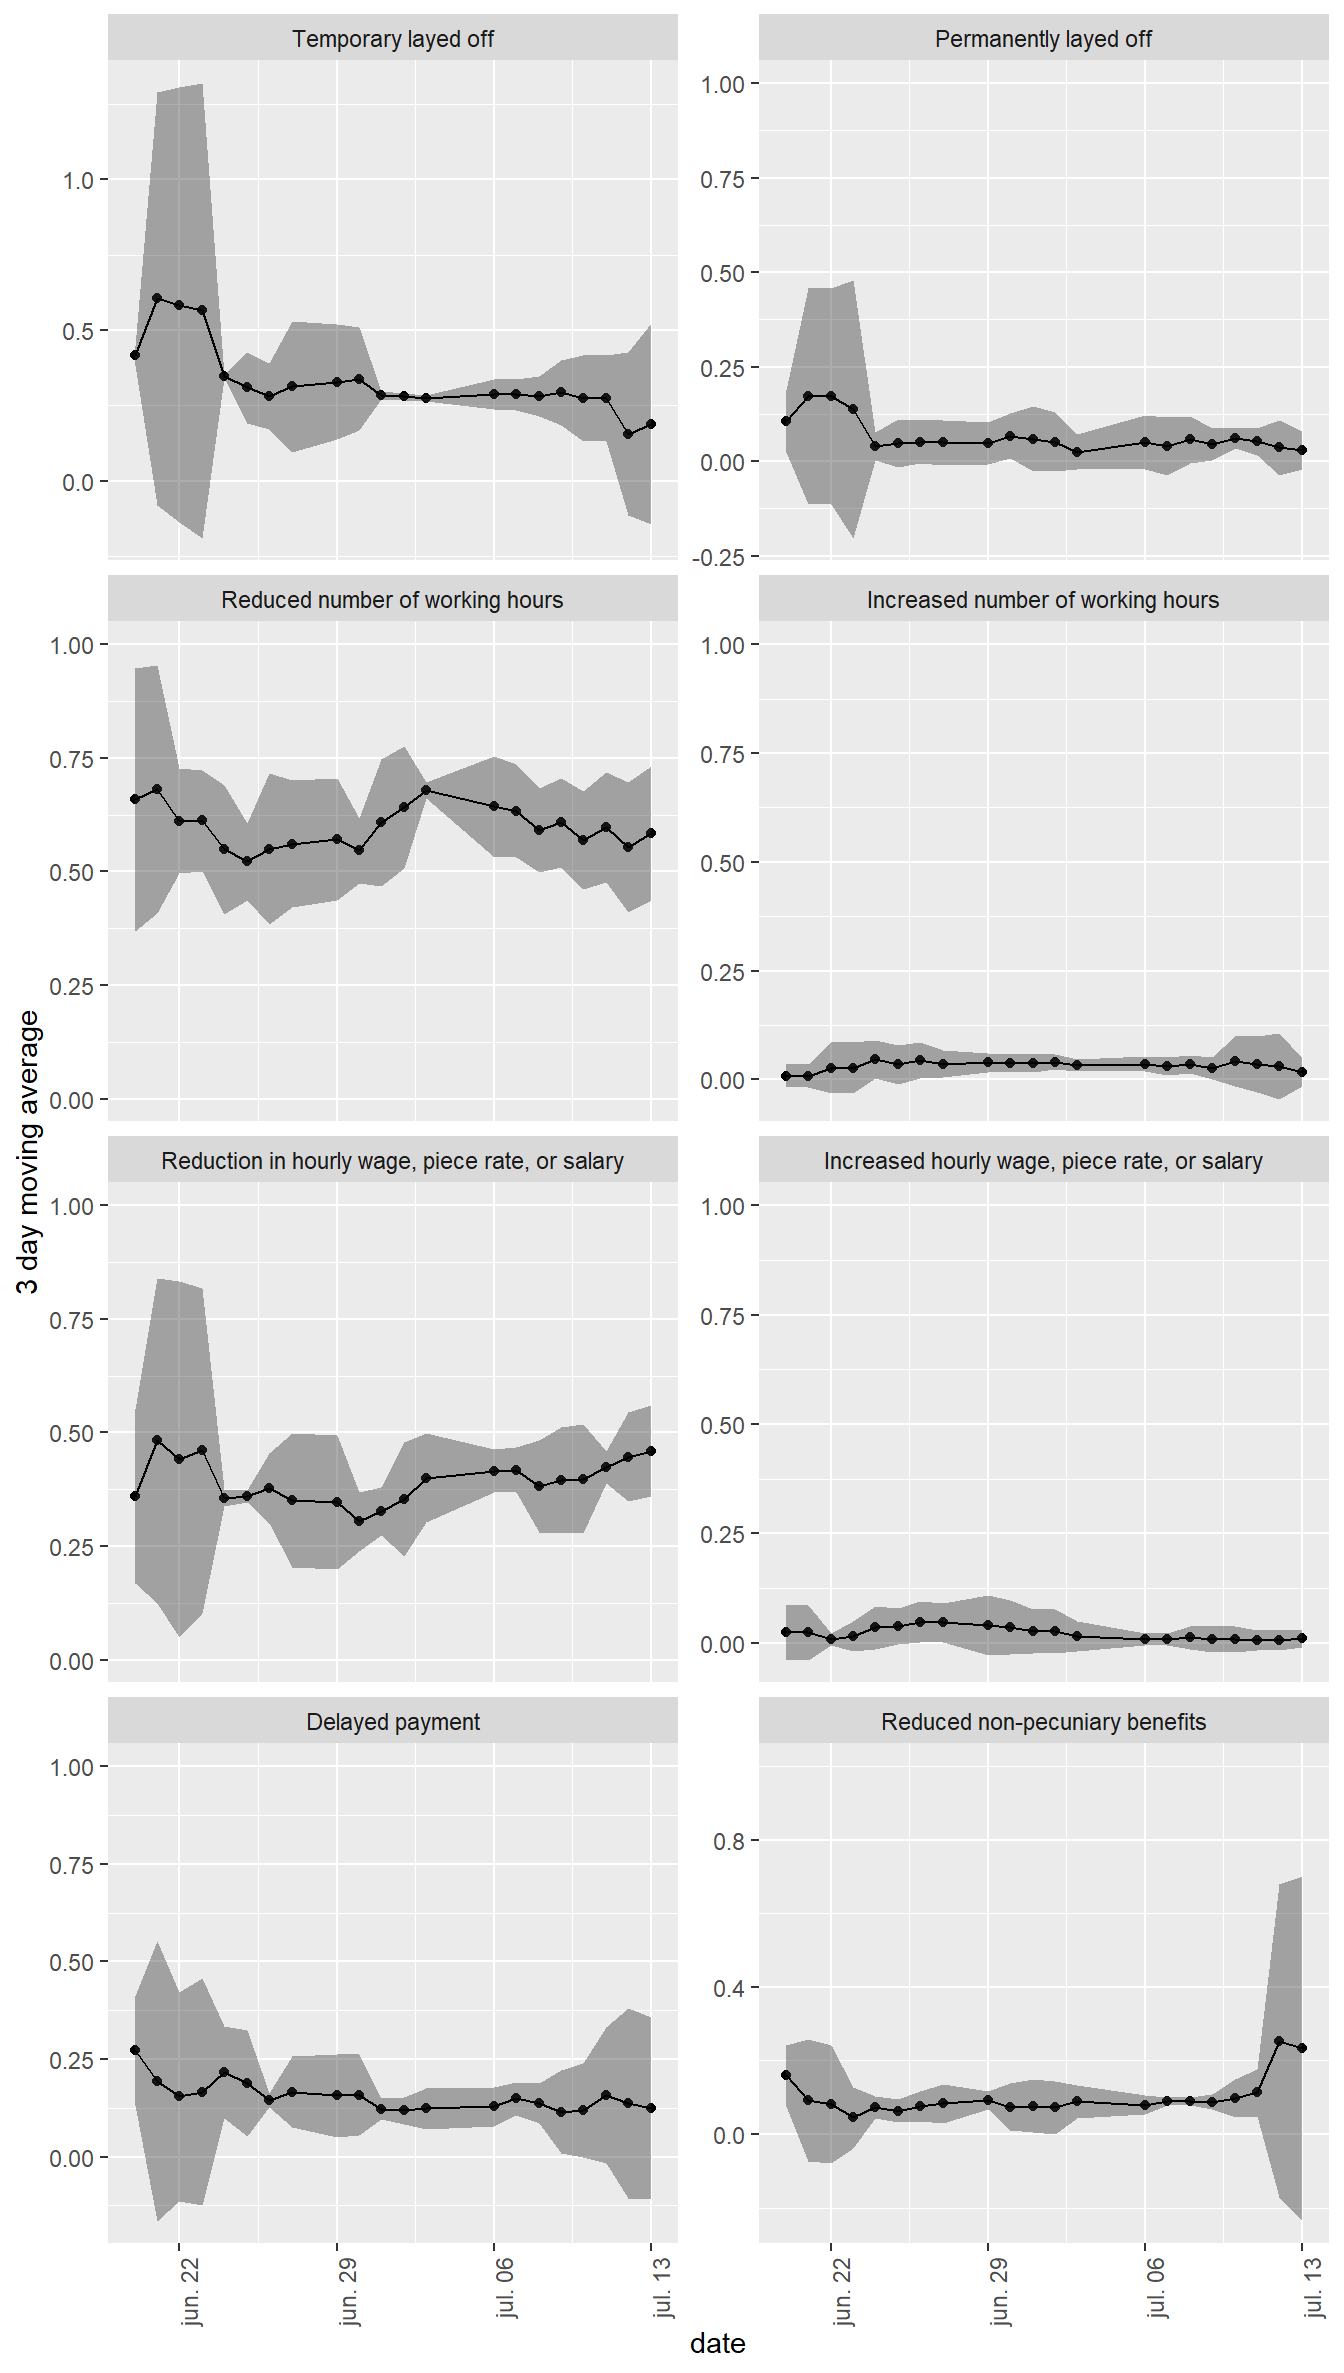 Temporary layed off
Permanently layed off
1.0
0.5
0.0
1.00
0.75
0.50
0.25
0.00
-0.25
Reduced number of working hours
Increased number of working hours
1.00
0.75
0.50
0.25
0.00
1.00
0.75
0.50
0.25
0.00
3 day moving average
Reduction in hourly wage, piece rate, or salary
Increased hourly wage, piece rate, or salary
1.00
0.75
0.50
0.25
0.00
1.00
0.75
0.50
0.25
0.00
Delayed payment
Reduced non-pecuniary benefits
1.00
0.75
0.50
0.25
0.00
0.8
0.4
0.0
jun. 22
jun. 29
jul. 06
jul. 13
jun. 22
jun. 29
jul. 06
jul. 13
date